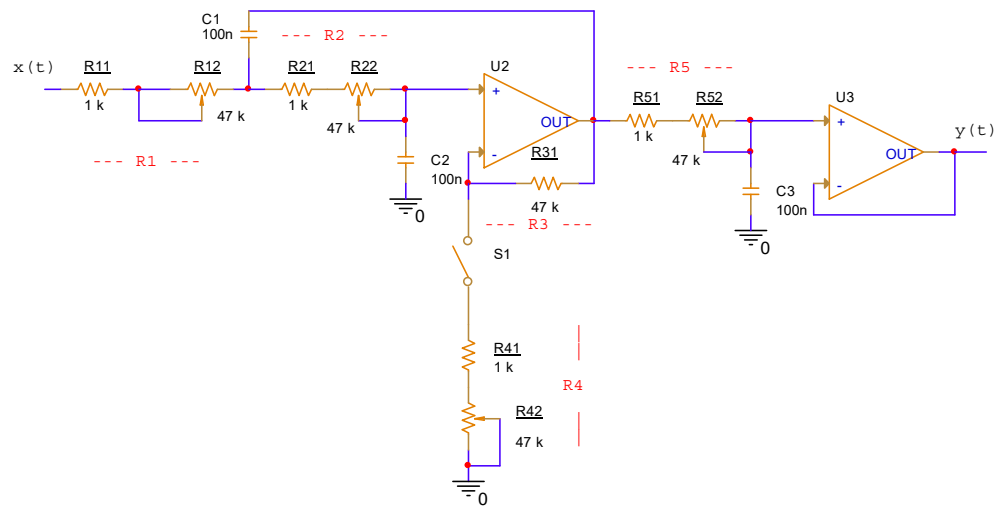 C1
100n
--- R2 ---
x(t)
R11
1 k
R12
47 k
R21
1 k
R22
47 k
--- R1 ---
C2
100n
0
U2
+
-
OUT
R31
47 k
--- R3 ---
S1
R41
1 k
R4
R42
47 k
0
--- R5 ---
R51
1 k
R52
47 k
C3
100n
0
U3
+
-
OUT
y(t)